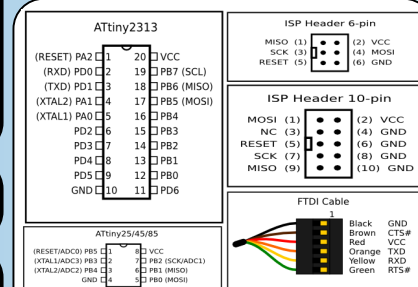 ATtiny2313
(RESET) PA2 1 20 VCC
(RXD) PD0 2 19 PB7 (SCL)
(TXD) PD1 3 18 PB6 (MISO)
(XTAL2) PA1 4 17 PB5 (MOSI)
(XTAL1) PA0 5 16 PB4
PD2 6 15 PB3
PD3 7 14 PB2
PD4 8 13 PB1
PD5 9 12 PB0
GND 10 11 PD6
ATtiny25/45/85
(RESET/ADC0) PB5 1 8 VCC
(XTAL1/ADC3) PB3 2 7 PB2 (SCK/ADC1)
(XTAL2/ADC2) PB4 3 6 PB1 (MISO)
GND 4 5 PB0 (MOSI)
ISP Header 6-pin
MISO (1) (2) VCC
SCK (3) (4) MOSI
RESET (5) (6) GND
ISP Header 10-pin
MOSI (1) (2) VCC
NC (3) (4) GND
RESET (5) (6) GND
SCK (7) (8) GND
MISO (9) (10) GND
FTDI Cable
1
Black GND
Brown CTS#
Red VCC
Orange TXD
Yellow RXD
Green RTS#